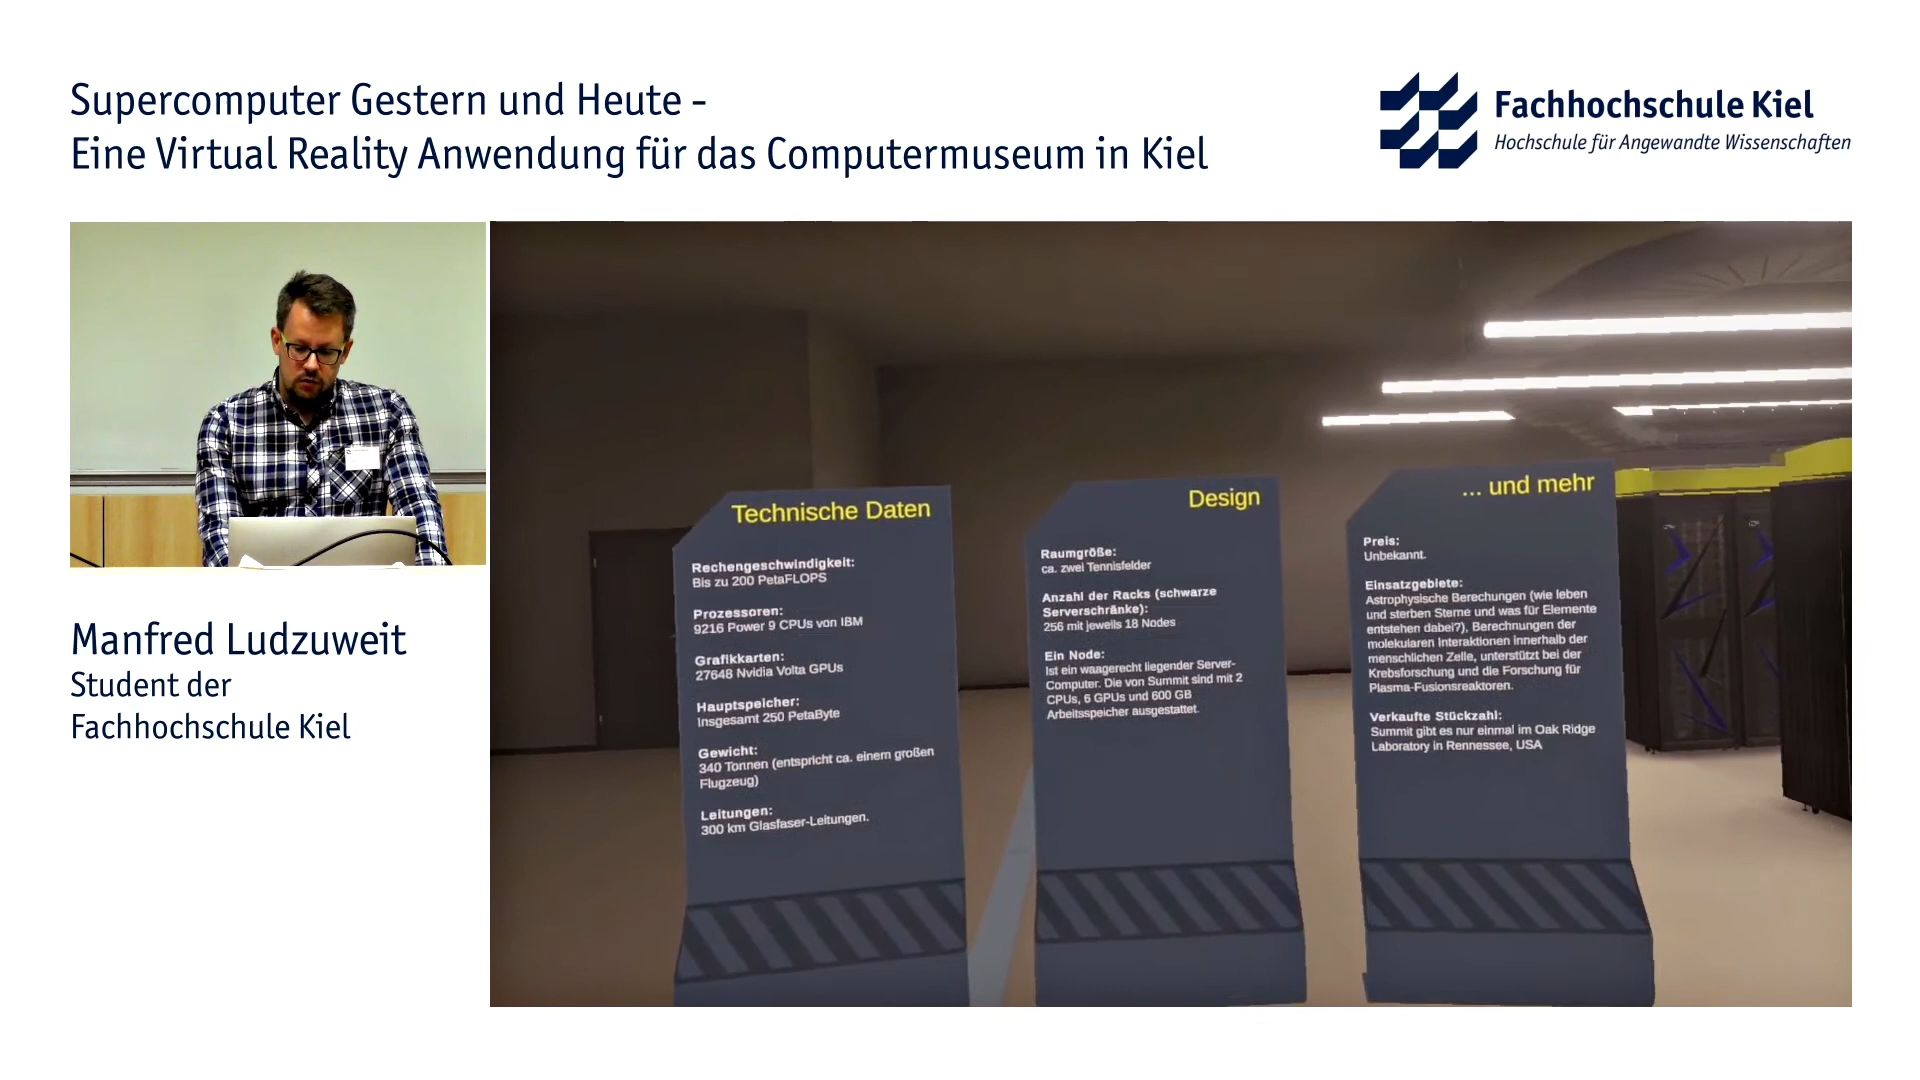 Supercomputer Gestern und Heute -
Eine Virtual Reality Anwendung für das Computermuseum in Kiel
Fachhochschule Kiel
Hochschule für Angewandte Wissenschaften
Manfred Ludzuweit
Student der
Fachhochschule Kiel
Technische Daten
Rechengeschwindigkeit:
Bis zu 200 PetaFLOPS
Prozessoren:
9216 Power 9 CPUs von IBM
Grafikkarten:
27648 Nvidia Volta GPUs
Hauptspeicher:
Insgesamt 250 PetaByte
Gewicht:
340 Tonnen (entspricht ca. einem großen
Flugzeug)
Leitungen:
300 km Glasfaser-Leitungen.
Design
Raumgröße:
ca. zwei Tennisfelder
Anzahl der Racks (schwarze
Serverschränke):
256 mit jeweils 18 Nodes
Ein Node:
Ist ein waagerecht liegender Server-
Computer. Die von Summit sind mit 2
CPUs, 6 GPUs und 600 GB
Arbeitsspeicher ausgestattet.
... und mehr
Preis:
Unbekannt.
Einsatzgebiete:
Astrophysische Berechungen (wie leben
und sterben Sterne und was für Elemente
entstehen dabei?), Berechnungen der
molekularen Interaktionen innerhalb der
menschlichen Zelle, unterstützt bei der
Krebsforschung und die Forschung für
Plasma-Fusionsreaktoren.
Verkaufte Stückzahl:
Summit gibt es nur einmal im Oak Ridge
Laboratory in Rennessee, USA